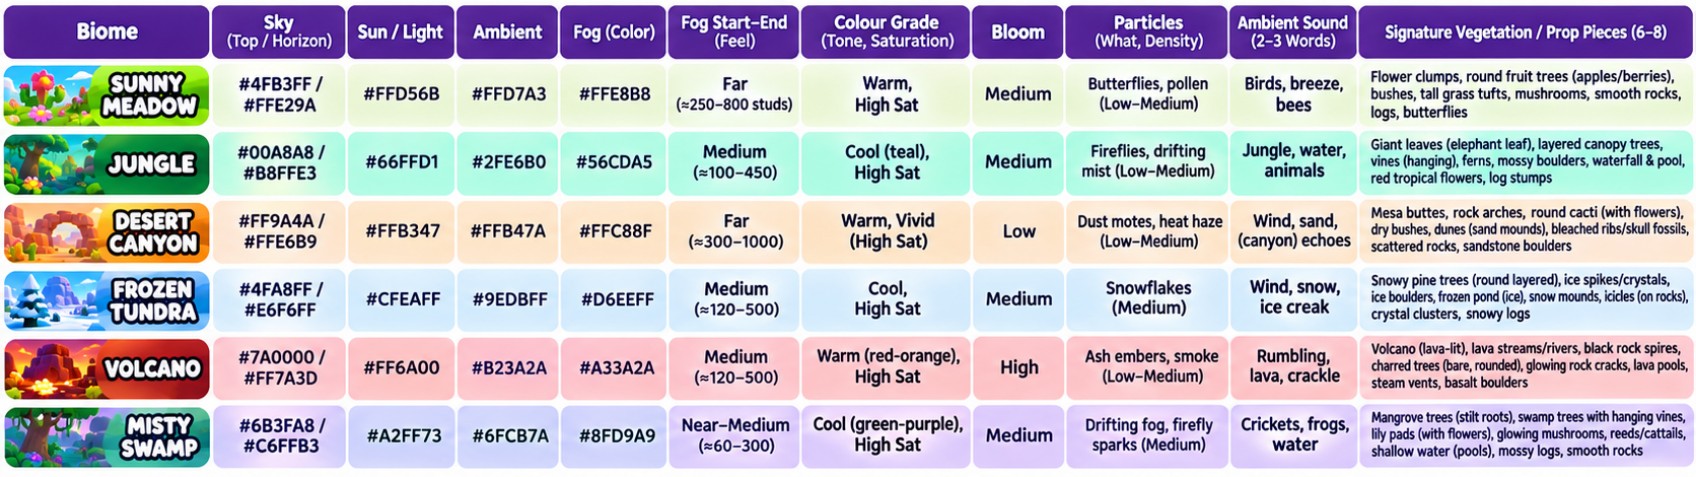 Biome
Sky
(Top / Horizon)
Sun / Light
Ambient
Fog (Color)
Fog Start–End
(Feel)
Colour Grade
(Tone, Saturation)
Bloom
Particles
(What, Density)
Ambient Sound
(2–3 Words)
Signature Vegetation / Prop Pieces (6–8)
SUNNY
MEADOW
#4FB3FF /
#FFE29A
#FFD56B
#FFD7A3
#FFE8B8
Far
(≈250–800 studs)
Warm,
High Sat
Medium
Butterflies, pollen
(Low–Medium)
Birds, breeze,
bees
Flower clumps, round fruit trees (apples/berries),
bushes, tall grass tufts, mushrooms, smooth rocks,
logs, butterflies
JUNGLE
#00A8A8 /
#B8FFE3
#66FFD1
#2FE6B0
#56CDA5
Medium
(≈100–450)
Cool (teal),
High Sat
Medium
Fireflies, drifting
mist (Low–Medium)
Jungle, water,
animals
Giant leaves (elephant leaf), layered canopy trees,
vines (hanging), ferns, mossy boulders, waterfall & pool,
red tropical flowers, log stumps
DESERT
CANYON
#FF9A4A /
#FFE6B9
#FFB347
#FFB47A
#FFC88F
Far
(≈300–1000)
Warm, Vivid
(High Sat)
Low
Dust motes, heat haze
(Low–Medium)
Wind, sand,
(canyon) echoes
Mesa buttes, rock arches, round cacti (with flowers),
dry bushes, dunes (sand mounds), bleached ribs/skull fossils,
scattered rocks, sandstone boulders
FROZEN
TUNDRA
#4FA8FF /
#E6F6FF
#CFEAFF
#9EDBFF
#D6EEFF
Medium
(≈120–500)
Cool,
High Sat
Medium
Snowflakes
(Medium)
Wind, snow,
ice creak
Snowy pine trees (round layered), ice spikes/crystals,
ice boulders, frozen pond (ice), snow mounds, icicles (on rocks),
crystal clusters, snowy logs
VOLCANO
#7A0000 /
#FF7A3D
#FF6A00
#B23A2A
#A33A2A
Medium
(≈120–500)
Warm (red-orange),
High Sat
High
Ash embers, smoke
(Low–Medium)
Rumbling,
lava, crackle
Volcano (lava-lit), lava streams/rivers, black rock spires,
charred trees (bare, rounded), glowing rock cracks, lava pools,
steam vents, basalt boulders
MISTY
SWAMP
#6B3FA8 /
#C6FFB3
#A2FF73
#6FCB7A
#8FD9A9
Near–Medium
(≈60–300)
Cool (green-purple),
High Sat
Medium
Drifting fog, firefly
sparks (Medium)
Crickets, frogs,
water
Mangrove trees (stilt roots), swamp trees with hanging vines,
lily pads (with flowers), glowing mushrooms, reeds/cattails,
shallow water (pools), mossy logs, smooth rocks